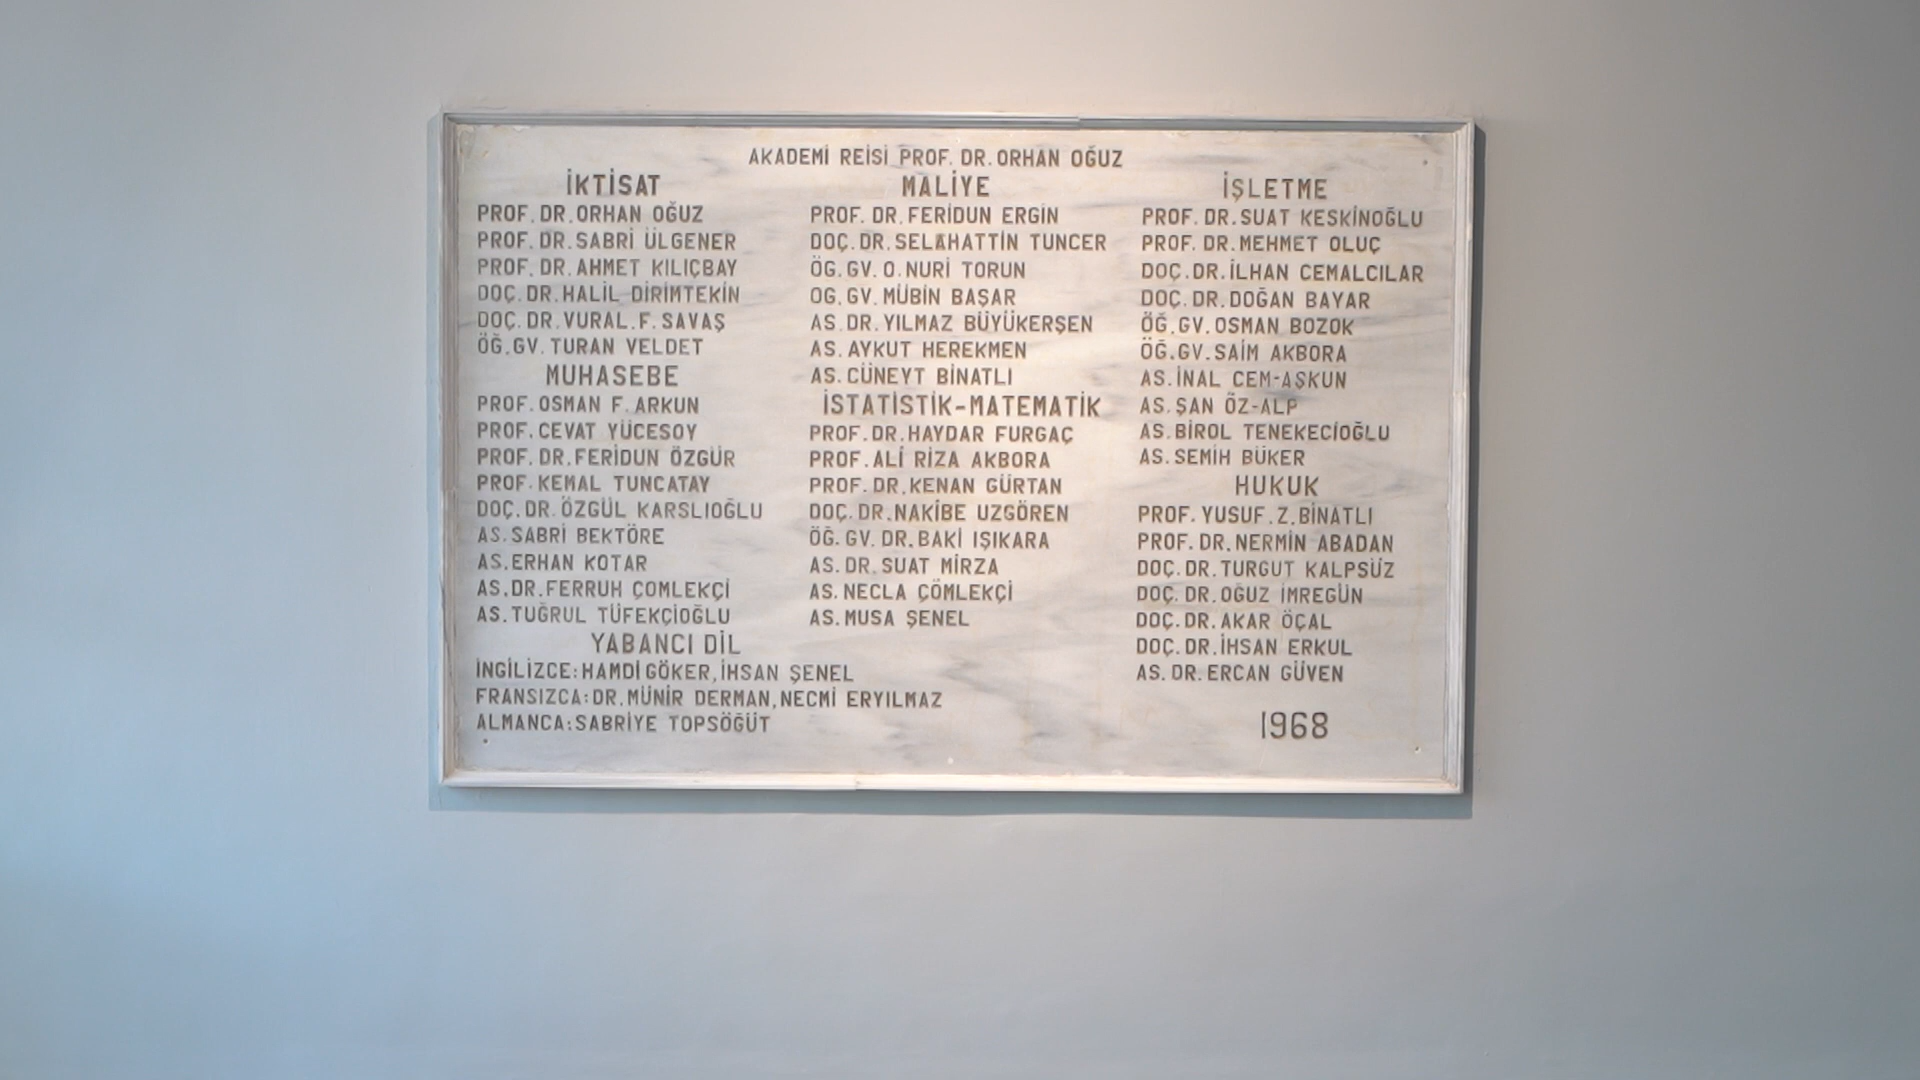 AKADEMİ REİSİ PROF. DR. ORHAN OĞUZ
İKTİSAT
PROF. DR. ORHAN OĞUZ
PROF. DR. SABRİ ÜLGENER
PROF. DR. AHMET KILIÇBAY
DOÇ. DR. HALİL DİRİMTEKİN
DOÇ. DR. VURAL. F. SAVAŞ
ÖĞ. GV. TURAN VELDET
MUHASEBE
PROF. OSMAN F. ARKUN
PROF. CEVAT YÜCESOY
PROF. DR. FERİDUN ÖZGÜR
PROF. KEMAL TUNCATAY
DOÇ. DR. ÖZGÜL KARSLIOĞLU
AS. SABRİ BEKTÖRE
AS. ERHAN KOTAR
AS. DR. FERRUH ÇOMLEKÇİ
AS. TUĞRUL TÜFEKÇİOĞLU
YABANCI DİL
İNGİLİZCE: HAMDİ GÖKER, İHSAN ŞENEL
FRANSIZCA: DR. MÜNİR DERMAN, NECMİ ERYILMAZ
ALMANCA: SABRİYE TOPSÖĞÜT
MALİYE
PROF. DR. FERİDUN ERGİN
DOÇ. DR. SELAHATTİN TUNCER
ÖG. GV. O. NURİ TORUN
OG. GV. MÜBİN BAŞAR
AS. DR. YILMAZ BÜYÜKERŞEN
AS. AYKUT HEREKMEN
AS. CÜNEYT BİNATLI
İSTATİSTİK-MATEMATİK
PROF. DR. HAYDAR FURGAÇ
PROF. ALİ RİZA AKBORA
PROF. DR. KENAN GÜRTAN
DOÇ. DR. NAKİBE UZGÖREN
ÖĞ. GV. DR. BAKİ IŞIKARA
AS. DR. SUAT MİRZA
AS. NECLA ÇÖMLEKÇİ
AS. MUSA ŞENEL
İŞLETME
PROF. DR. SUAT KESKİNOĞLU
PROF. DR. MEHMET OLUÇ
DOÇ. DR. İLHAN CEMALCILAR
DOÇ. DR. DOĞAN BAYAR
ÖĞ. GV. OSMAN BOZOK
ÖĞ. GV. SAİM AKBORA
AS. İNAL CEM-AŞKUN
AS. ŞAN ÖZ-ALP
AS. BİROL TENEKECİOĞLU
AS. SEMİH BÜKER
HUKUK
PROF. YUSUF. Z. BİNATLI
PROF. DR. NERMİN ABADAN
DOÇ. DR. TURGUT KALPSÜZ
DOÇ. DR. OĞUZ İMREGÜN
DOÇ. DR. AKAR ÖÇAL
DOÇ. DR. İHSAN ERKUL
AS. DR. ERCAN GÜVEN
1968